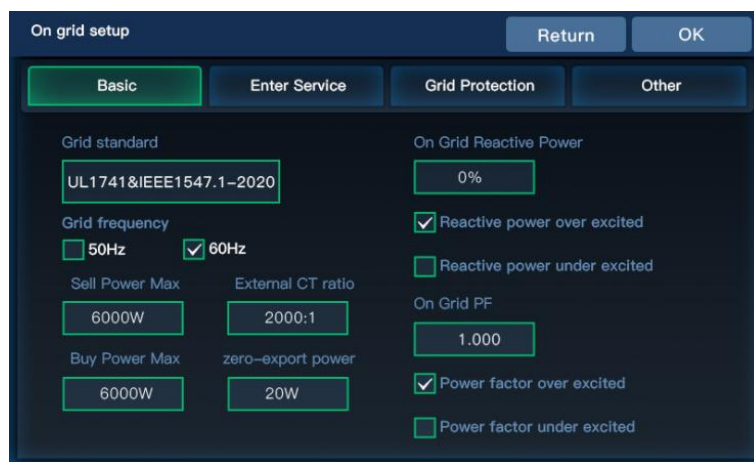 On grid setup
Return
OK
Basic
Enter Service
Grid Protection
Other
Grid standard
UL1741&IEEE1547.1-2020
Grid frequency
50Hz
60Hz
Sell Power Max
External CT ratio
6000W
2000:1
Buy Power Max
zero-export power
6000W
20W
On Grid Reactive Power
0%
Reactive power over excited
Reactive power under excited
On Grid PF
1.000
Power factor over excited
Power factor under excited